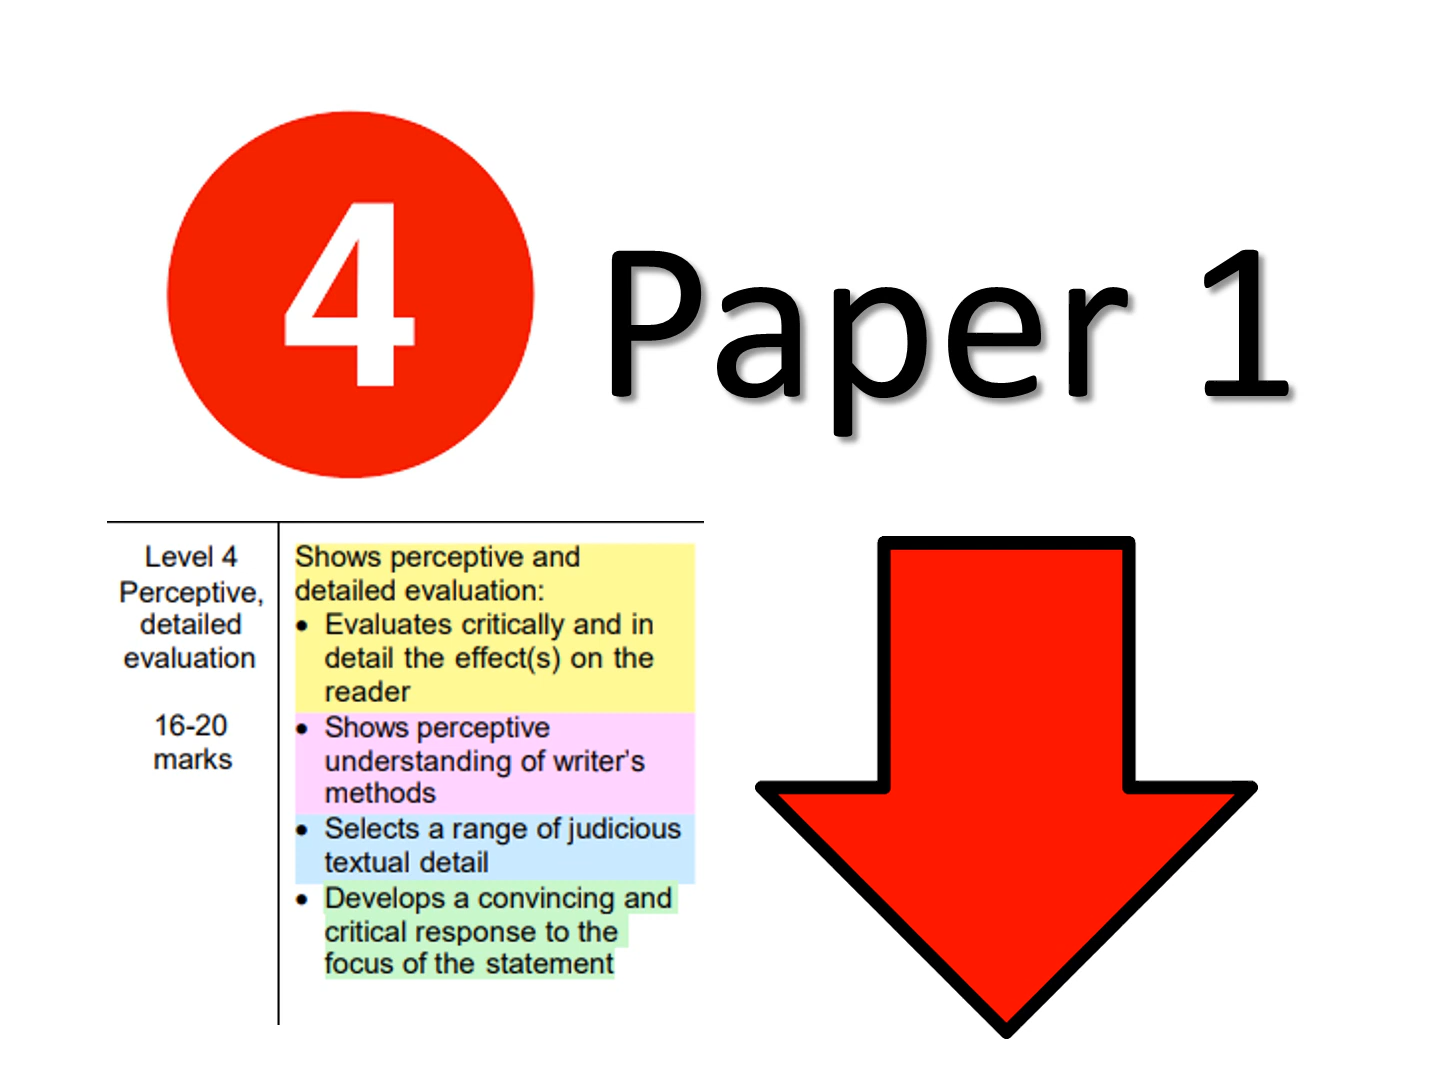 4
Paper 1
Level 4
Perceptive,
detailed
evaluation
16-20
marks
Shows perceptive and
detailed evaluation:
• Evaluates critically and in
detail the effect(s) on the
reader
• Shows perceptive
understanding of writer's
methods
• Selects a range of judicious
textual detail
• Develops a convincing and
critical response to the
focus of the statement